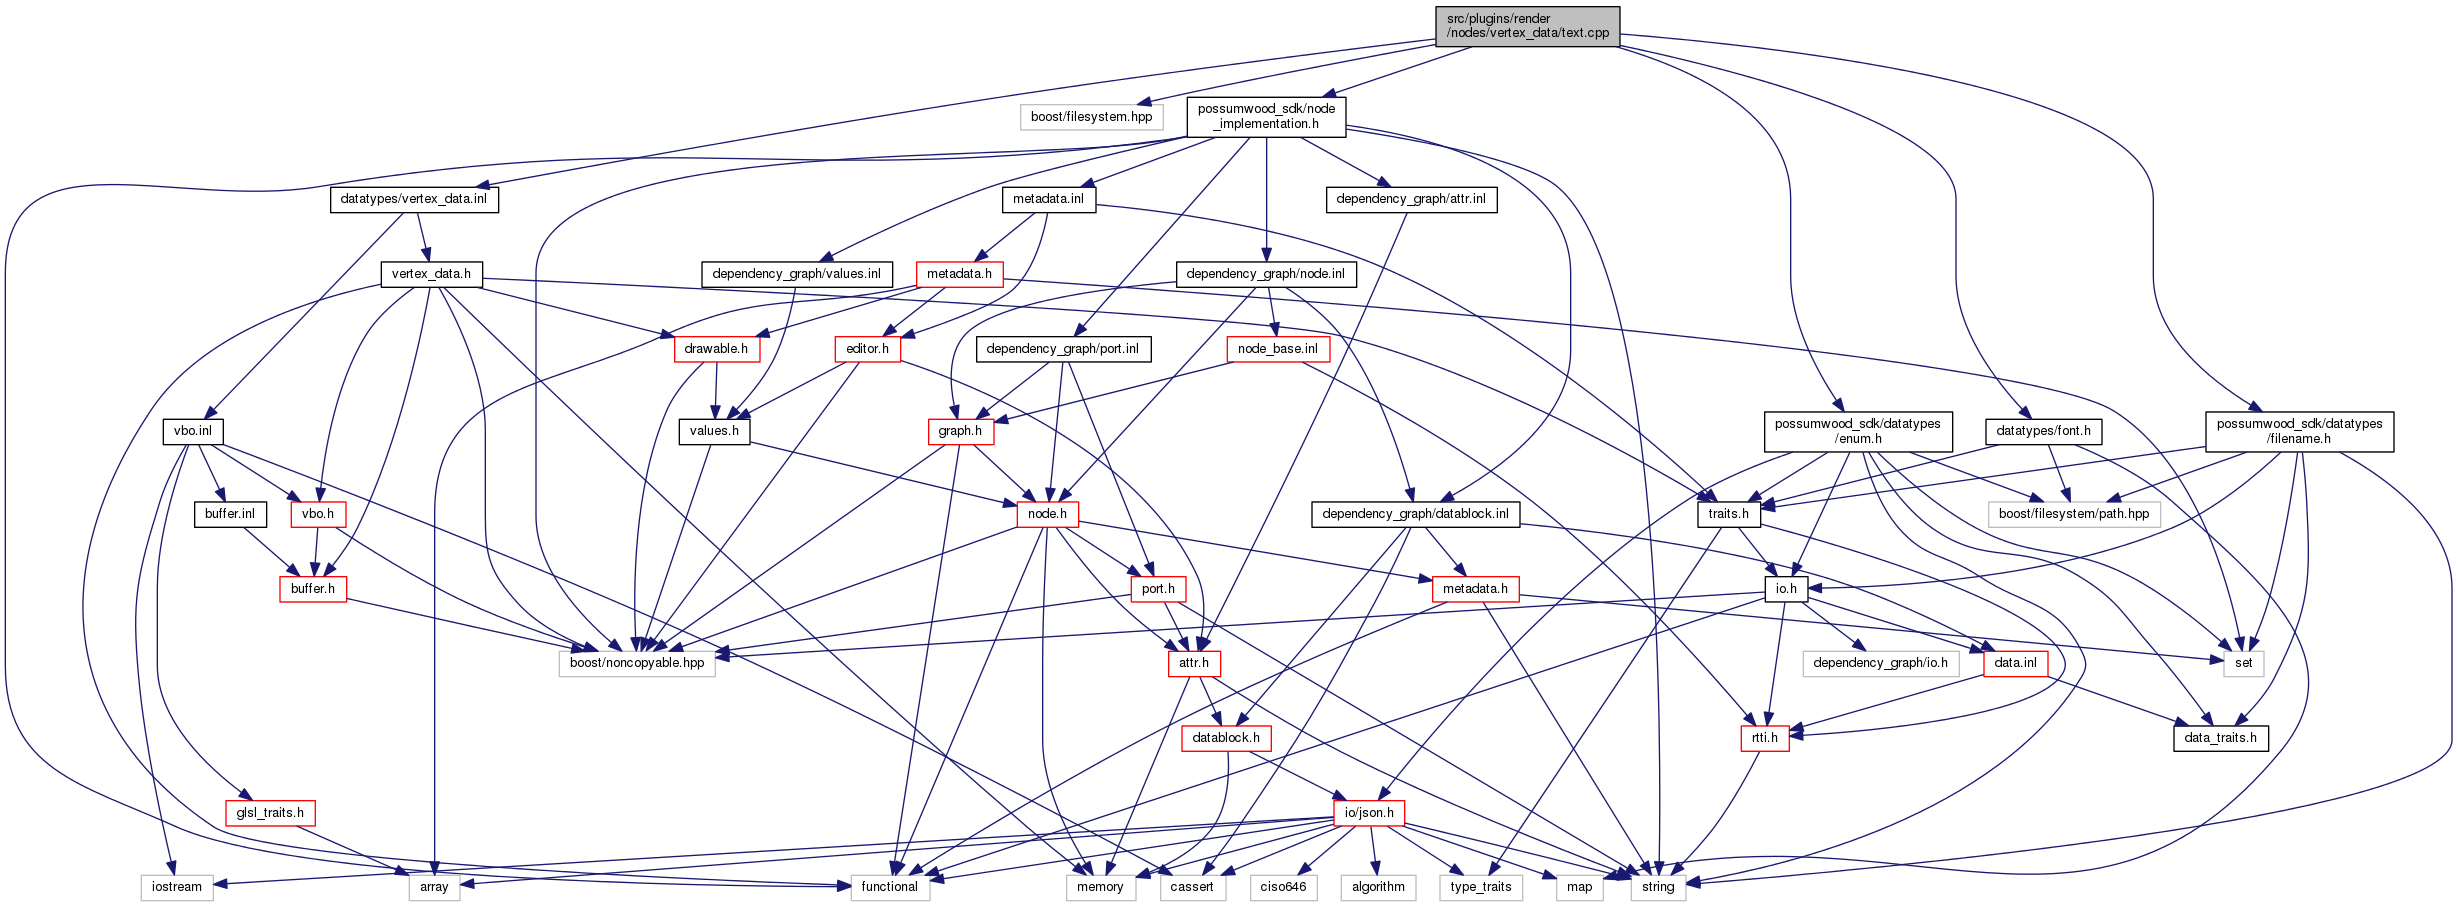 src/plugins/render
/nodes/vertex_data/text.cpp
boost/filesystem.hpp
possumwood_sdk/node
_implementation.h
datatypes/vertex_data.inl
metadata.inl
dependency_graph/attr.inl
vertex_data.h
dependency_graph/values.inl
metadata.h
dependency_graph/node.inl
drawable.h
editor.h
dependency_graph/port.inl
node_base.inl
vbo.inl
values.h
graph.h
possumwood_sdk/datatypes
/enum.h
datatypes/font.h
possumwood_sdk/datatypes
/filename.h
buffer.inl
vbo.h
node.h
dependency_graph/datablock.inl
traits.h
boost/filesystem/path.hpp
buffer.h
port.h
metadata.h
io.h
boost/noncopyable.hpp
attr.h
dependency_graph/io.h
data.inl
set
datablock.h
rtti.h
data_traits.h
glsl_traits.h
io/json.h
iostream
array
functional
memory
cassert
ciso646
algorithm
type_traits
map
string